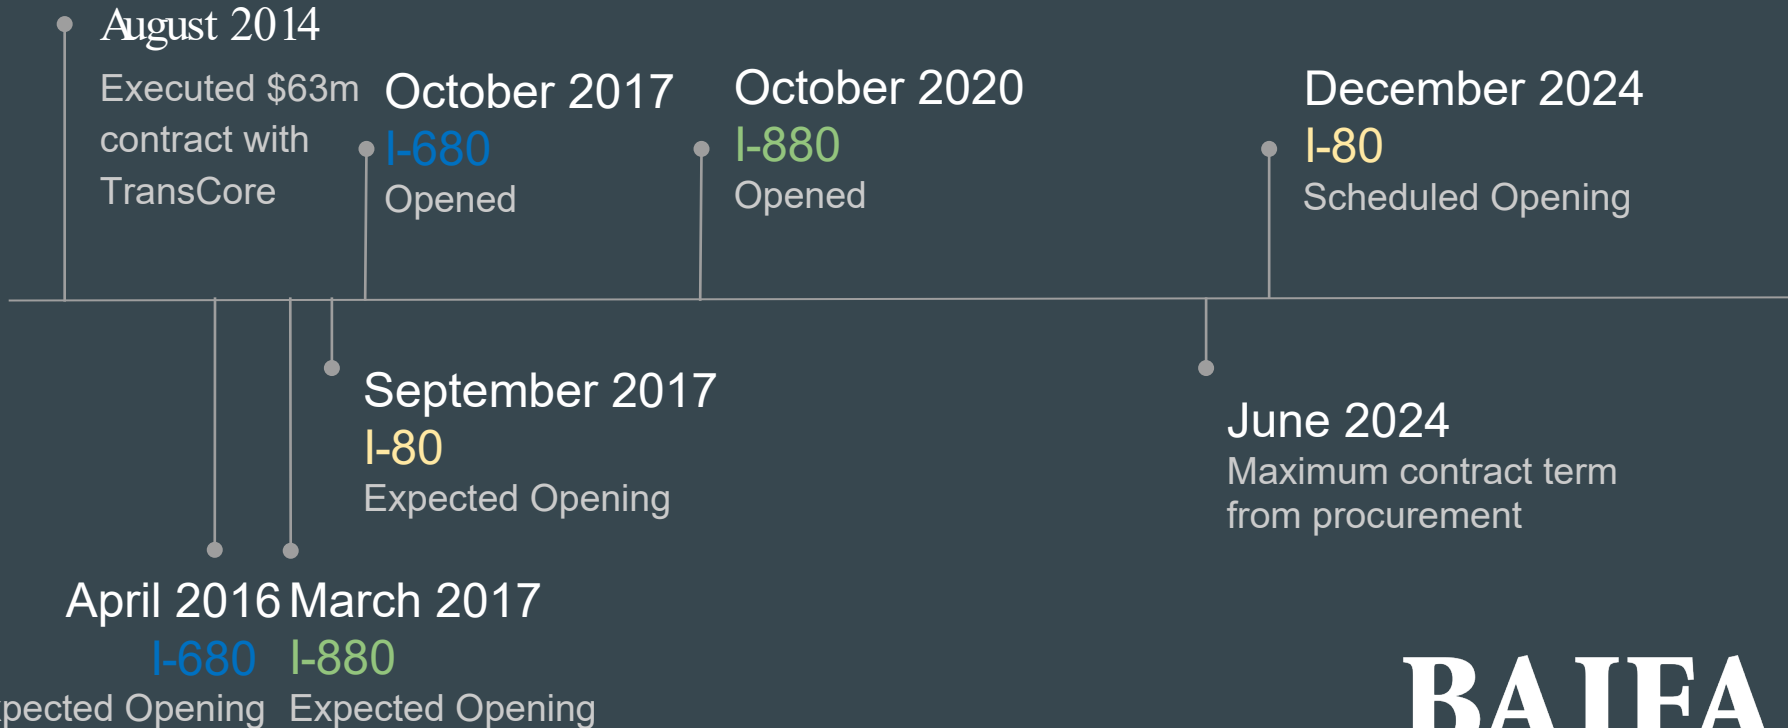 August 2014
Executed $63m
contract with
TransCore
October 2017
I-680
Opened
October 2020
I-880
Opened
December 2024
I-80
Scheduled Opening
September 2017
I-80
Expected Opening
June 2024
Maximum contract term
from procurement
April 2016
I-680
xpected Opening
March 2017
I-880
Expected Opening
BAIFA